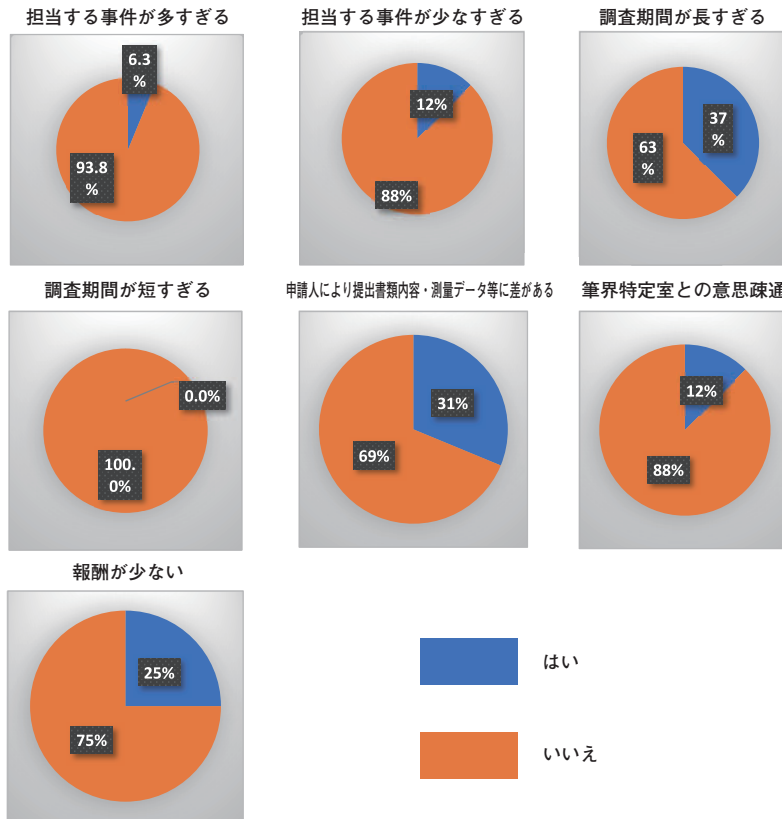 担当する事件が多すぎる
6.3
%
93.8
%
担当する事件が少なすぎる
12%
88%
調査期間が長すぎる
37
%
63
%
調査期間が短すぎる
0.0%
100.
0%
申請人により提出書類内容・測量データ等に差がある
31%
69%
筆界特定室との意思疎通
12%
88%
報酬が少ない
25%
75%
はい
いいえ